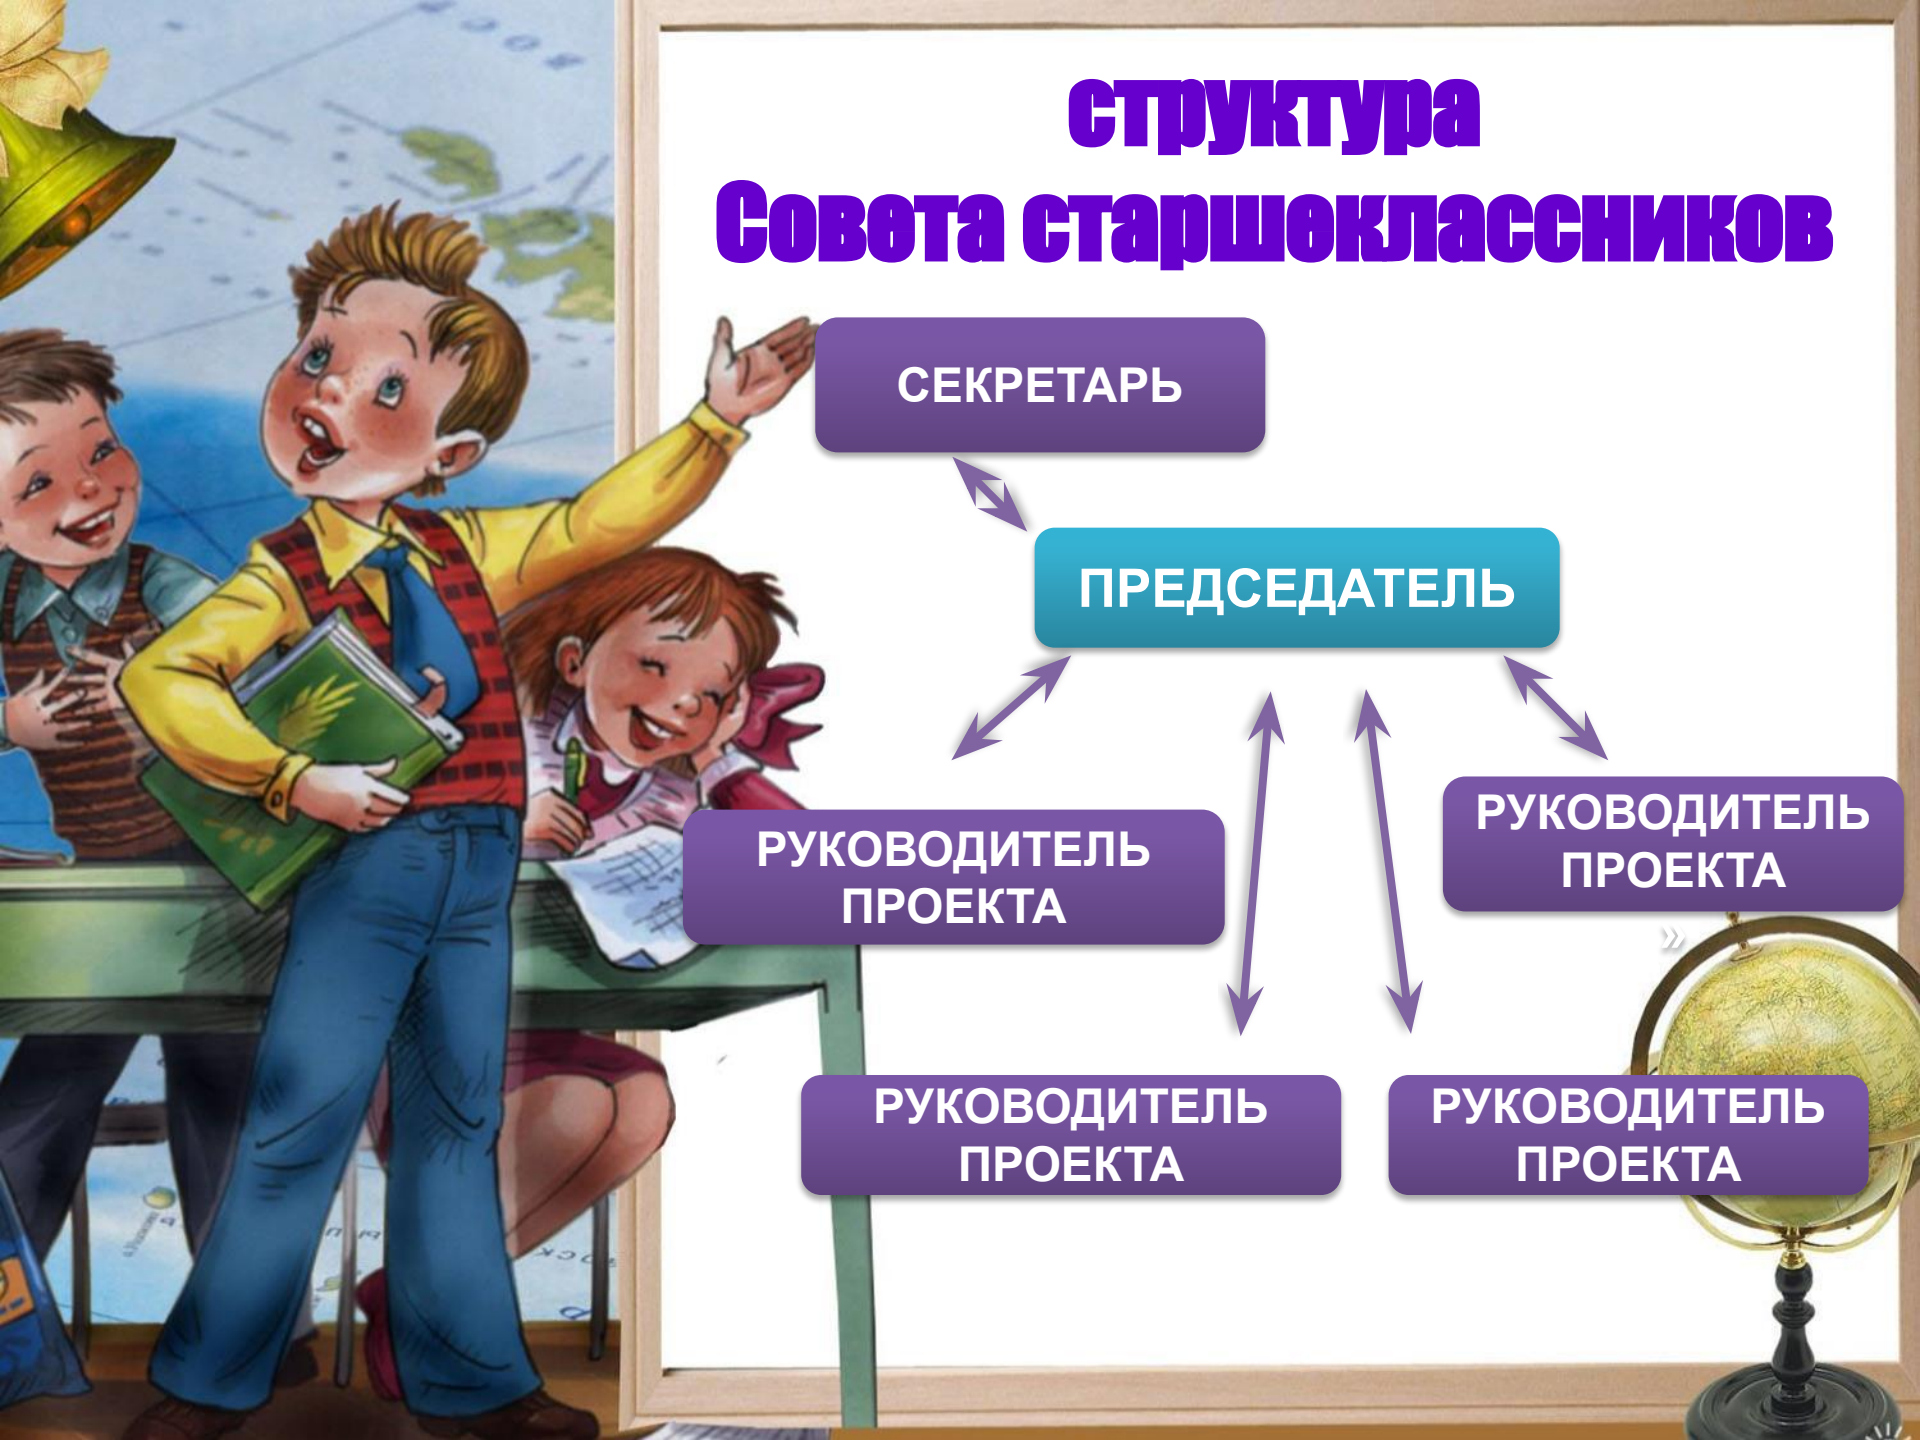 структура
Совета старшеклассников
СЕКРЕТАРЬ
ПРЕДСЕДАТЕЛЬ
РУКОВОДИТЕЛЬ
ПРОЕКТА
РУКОВОДИТЕЛЬ
ПРОЕКТА
»
РУКОВОДИТЕЛЬ
ПРОЕКТА
РУКОВОДИТЕЛЬ
ПРОЕКТА